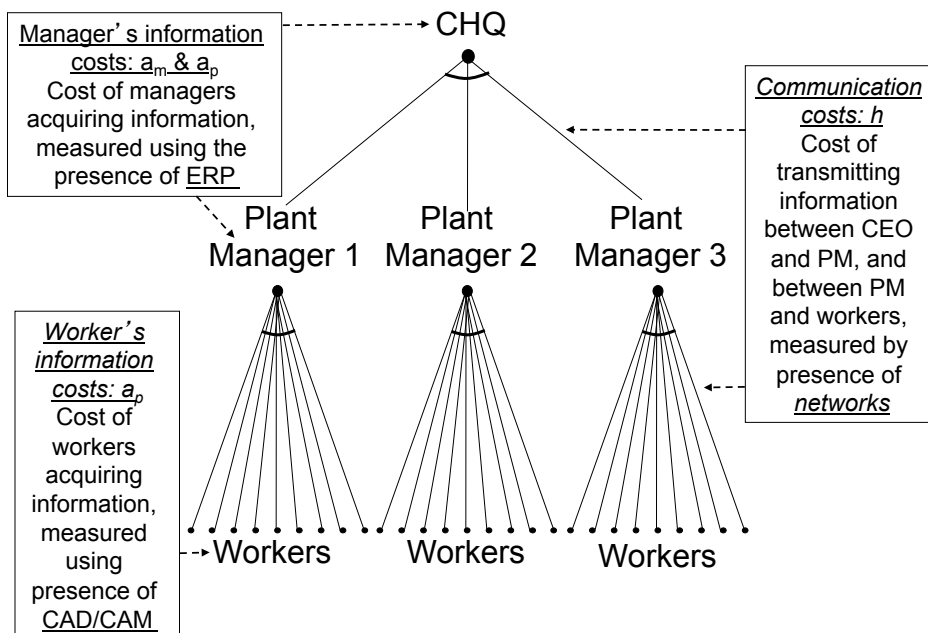 Manager's information
costs: a_m & a_p
Cost of managers
acquiring information,
measured using the
presence of ERP
CHQ
Communication
costs: h
Cost of
transmitting
information
between CEO
and PM, and
between PM
and workers,
measured by
presence of
networks
Plant
Manager 1
Plant
Manager 2
Plant
Manager 3
Worker's
information
costs: a_p
Cost of
workers
acquiring
information,
measured
using
presence of
CAD/CAM
Workers
Workers
Workers